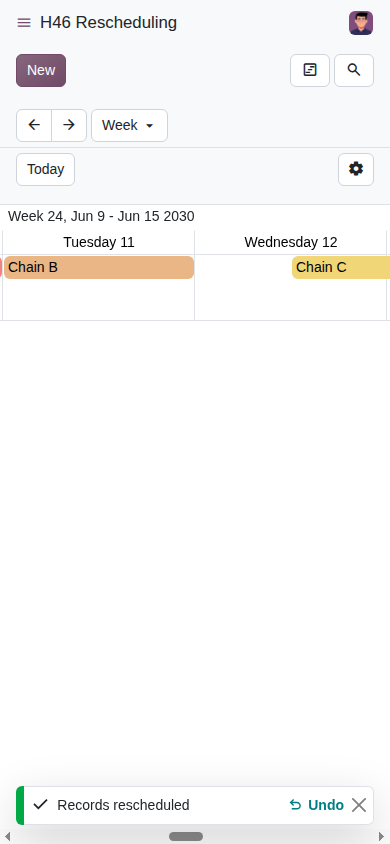 H46 Rescheduling
New
Week
Today
Week 24, Jun 9 - Jun 15 2030
Tuesday 11
Wednesday 12
Chain B
Chain C
Records rescheduled
Undo